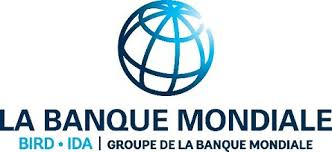 LA BANQUE MONDIALE
BIRD • IDA | GROUPE DE LA BANQUE MONDIALE